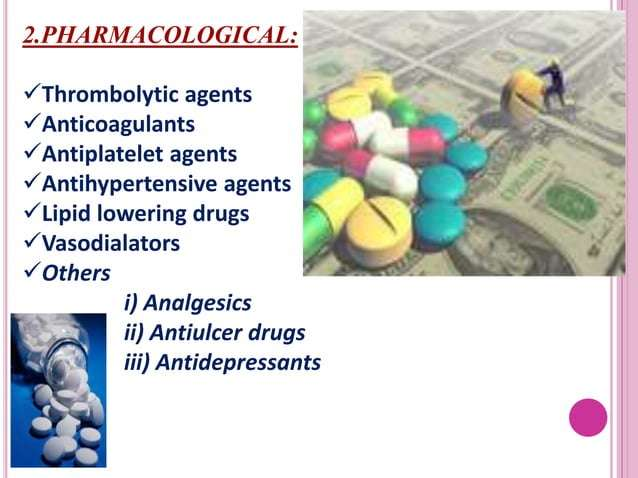 2.PHARMACOLOGICAL:
✓Thrombolytic agents
✓Anticoagulants
✓Antiplatelet agents
✓Antihypertensive agents
✓Lipid lowering drugs
✓Vasodialators
✓Others
i) Analgesics
ii) Antiulcer drugs
iii) Antidepressants